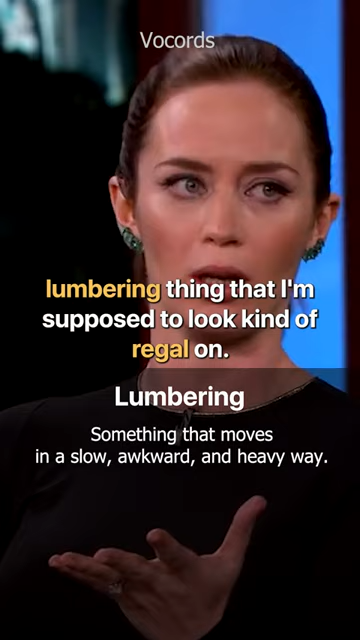 Vocords
lumbering thing that I'm
supposed to look kind of
regal on.
Lumbering
Something that moves
in a slow, awkward, and heavy way.